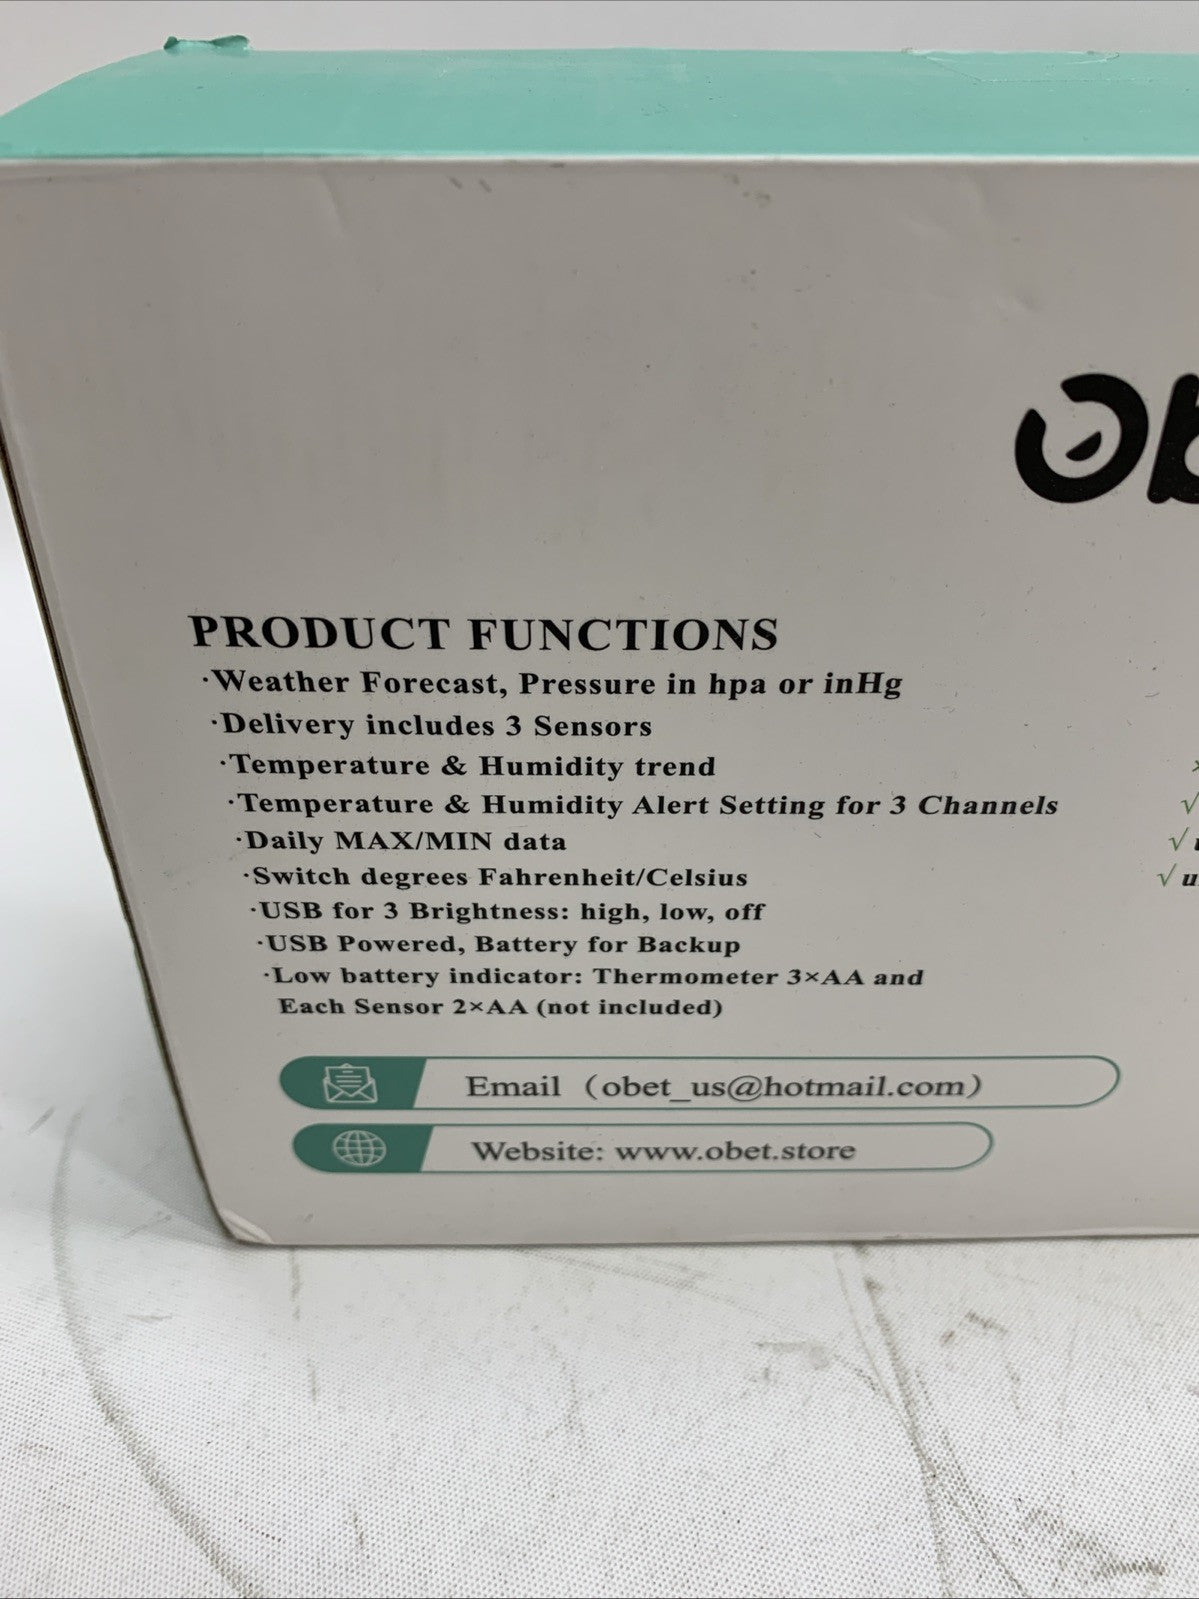 Ob
PRODUCT FUNCTIONS
·Weather Forecast, Pressure in hpa or inHg
·Delivery includes 3 Sensors
·Temperature & Humidity trend
·Temperature & Humidity Alert Setting for 3 Channels
√
·Daily MAX/MIN data
√
·Switch degrees Fahrenheit/Celsius
√ u
·USB for 3 Brightness: high, low, off
·USB Powered, Battery for Backup
·Low battery indicator: Thermometer 3×AA and
Each Sensor 2×AA (not included)
Email (obet_us@hotmail.com)
Website: www.obet.store